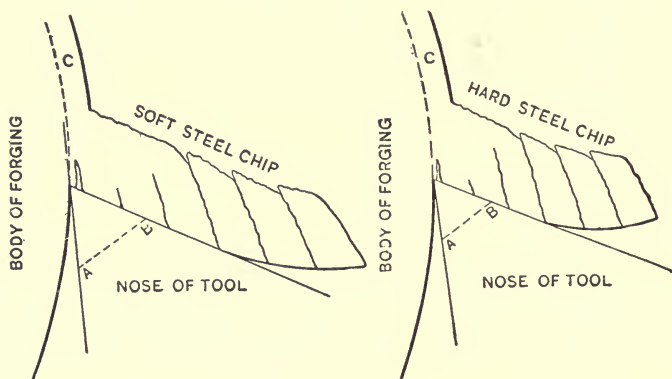 C
SOFT STEEL CHIP
BODY OF FORGING
A
B
NOSE OF TOOL
C
HARD STEEL CHIP
BODY OF FORGING
A
B
NOSE OF TOOL